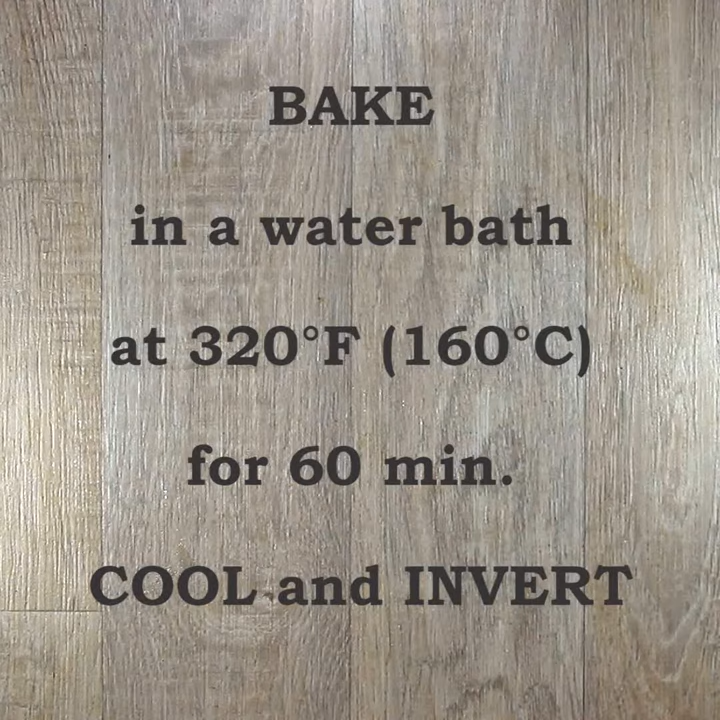 BAKE
in a water bath
at 320°F (160°C)
for 60 min.
COOL and INVERT